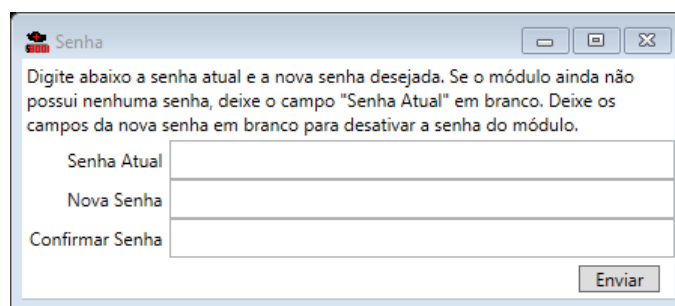 Senha
Digite abaixo a senha atual e a nova senha desejada. Se o módulo ainda não
possui nenhuma senha, deixe o campo "Senha Atual" em branco. Deixe os
campos da nova senha em branco para desativar a senha do módulo.
Senha Atual
Nova Senha
Confirmar Senha
Enviar